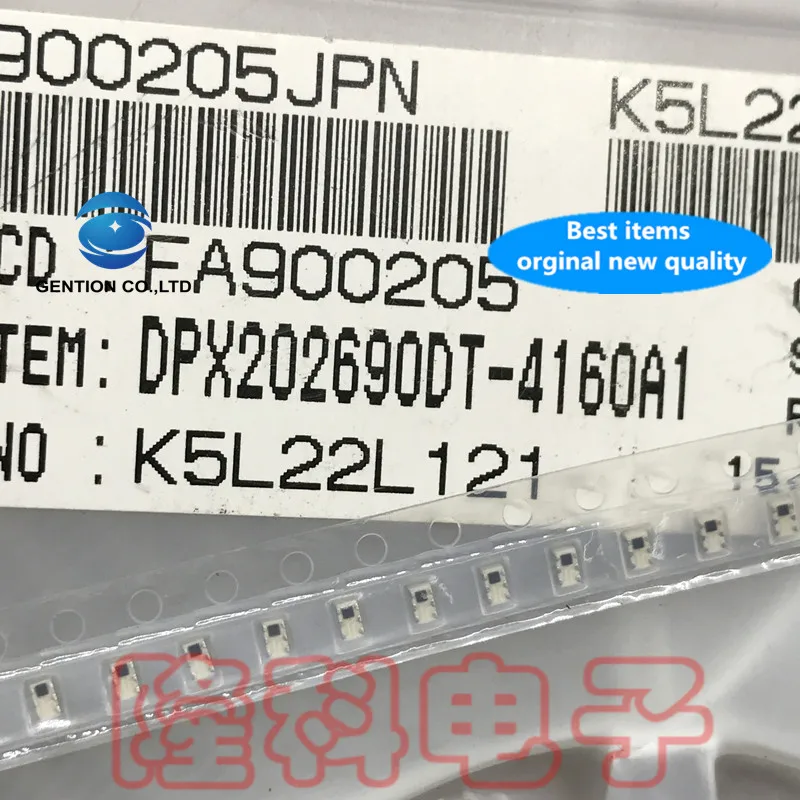 900205JPN
K5L22
Best items
orginal new quality
CD FA900205
GENTION CO.,LTD
TEM: DPX202690DT-4160A1
NO : K5L22L121
15
隆科电子